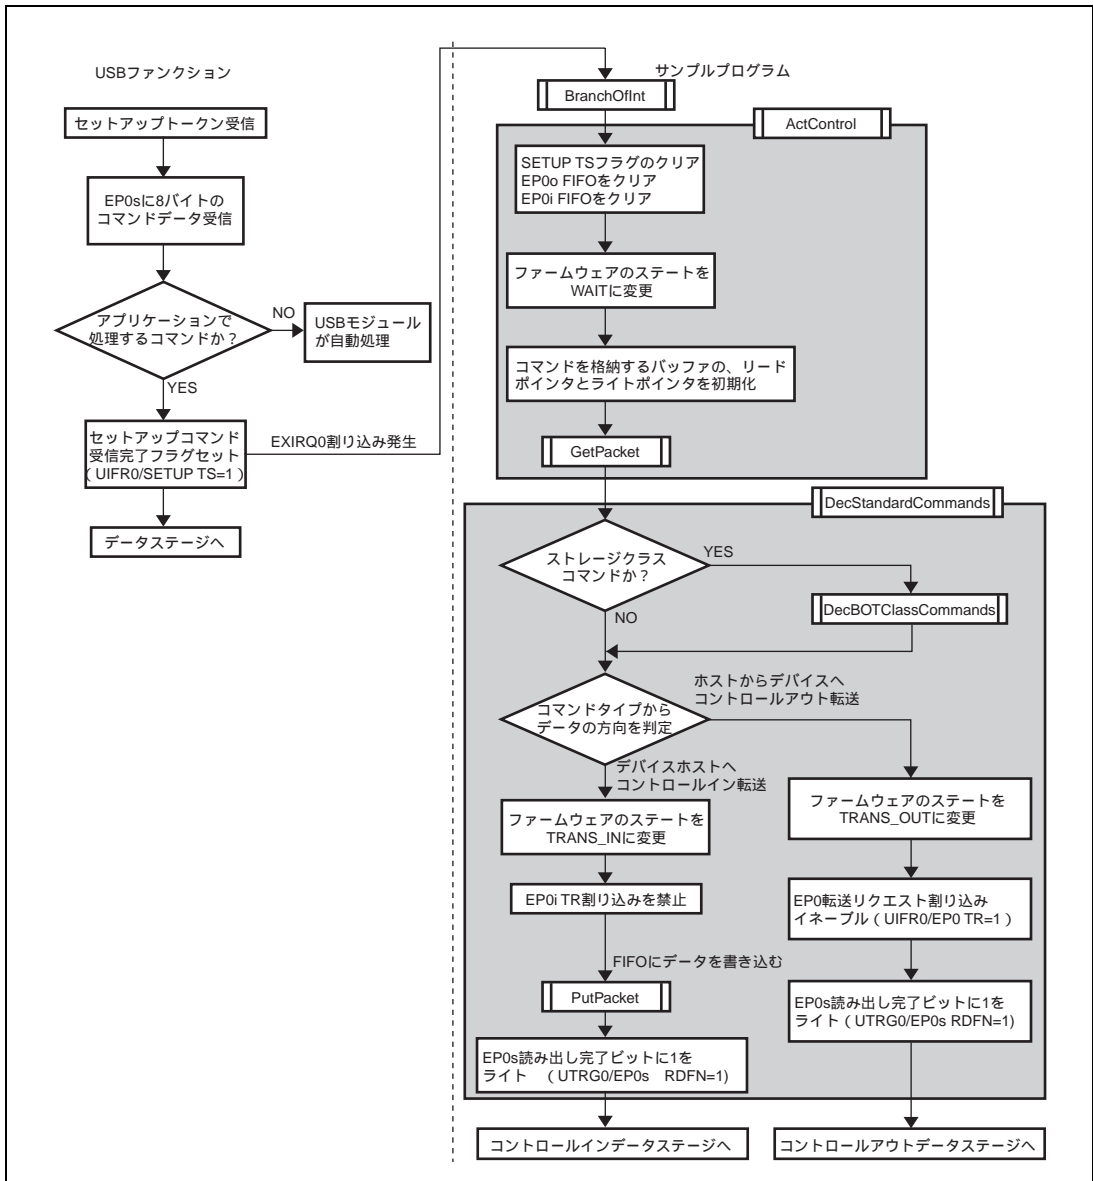 USBファンクション
セットアップトークン受信
EP0sに8バイトの
コマンドデータ受信
アプリケーションで
処理するコマンドか?
NO
USBモジュール
が自動処理
YES
セットアップコマンド
受信完了フラグセット
( UIFR0/SETUP TS=1 )
EXIRQ0割り込み発生
データステージへ
サンプルプログラム
BranchOfInt
ActControl
SETUP TSフラグのクリア
EP0o FIFOをクリア
EP0i FIFOをクリア
ファームウェアのステートを
WAITに変更
コマンドを格納するバッファの、リード
ポインタとライトポインタを初期化
GetPacket
DecStandardCommands
ストレージクラス
コマンドか?
YES
DecBOTClassCommands
NO
コマンドタイプから
データの方向を判定
ホストからデバイスへ
コントロールアウト転送
デバイスホストへ
コントロールイン転送
ファームウェアのステートを
TRANS_INに変更
EP0i TR割り込みを禁止
FIFOにデータを書き込む
PutPacket
EP0s読み出し完了ビットに1を
ライト ( UTRG0/EP0s RDFN=1)
コントロールインデータステージへ
ファームウェアのステートを
TRANS_OUTに変更
EP0転送リクエスト割り込み
イネーブル ( UIFR0/EP0 TR=1 )
EP0s読み出し完了ビットに1を
ライト ( UTRG0/EP0s RDFN=1)
コントロールアウトデータステージへ